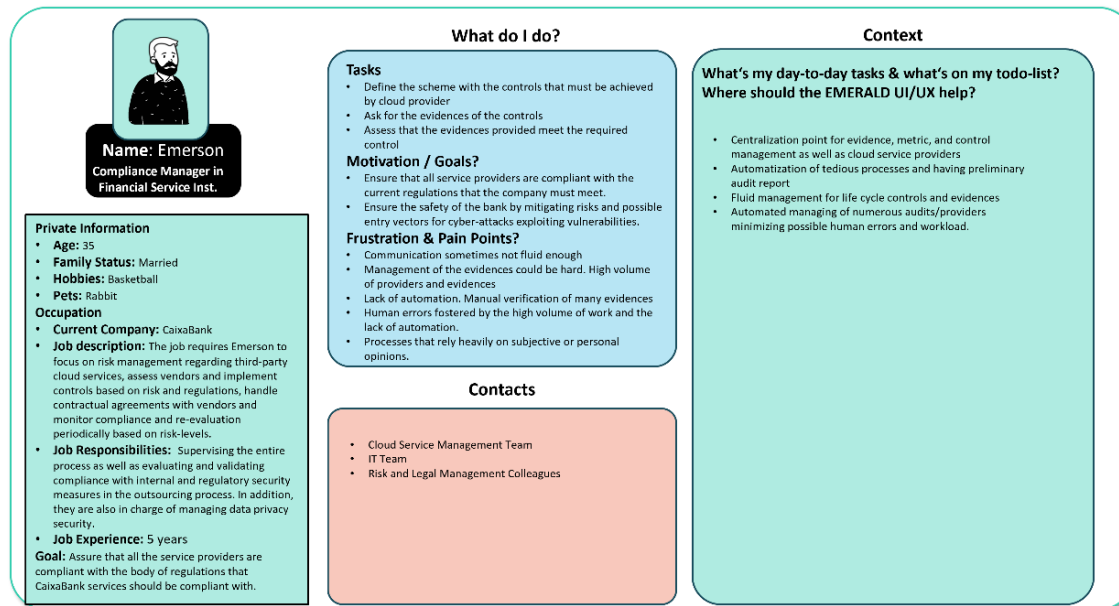 Name: Emerson
Compliance Manager in
Financial Service Inst.
Private Information
• Age: 35
• Family Status: Married
• Hobbies: Basketball
• Pets: Rabbit
Occupation
• Current Company: CaixaBank
• Job description: The job requires Emerson to
focus on risk management regarding third-party
cloud services, assess vendors and implement
controls based on risk and regulations, handle
contractual agreements with vendors and
monitor compliance and re-evaluation
periodically based on risk-levels.
• Job Responsibilities: Supervising the entire
process as well as evaluating and validating
compliance with internal and regulatory security
measures in the outsourcing process. In addition,
they are also in charge of managing data privacy
security.
• Job Experience: 5 years
Goal: Assure that all the service providers are
compliant with the body of regulations that
CaixaBank services should be compliant with.
What do I do?
Tasks
• Define the scheme with the controls that must be achieved
by cloud provider
• Ask for the evidences of the controls
• Assess that the evidences provided meet the required
control
Motivation / Goals?
• Ensure that all service providers are compliant with the
current regulations that the company must meet.
• Ensure the safety of the bank by mitigating risks and possible
entry vectors for cyber-attacks exploiting vulnerabilities.
Frustration & Pain Points?
• Communication sometimes not fluid enough
• Management of the evidences could be hard. High volume
of providers and evidences
• Lack of automation. Manual verification of many evidences
• Human errors fostered by the high volume of work and the
lack of automation.
• Processes that rely heavily on subjective or personal
opinions.
Contacts
• Cloud Service Management Team
• IT Team
• Risk and Legal Management Colleagues
Context
What's my day-to-day tasks & what's on my todo-list?
Where should the EMERALD UI/UX help?
• Centralization point for evidence, metric, and control
management as well as cloud service providers
• Automatization of tedious processes and having preliminary
audit report
• Fluid management for life cycle controls and evidences
• Automated managing of numerous audits/providers
minimizing possible human errors and workload.